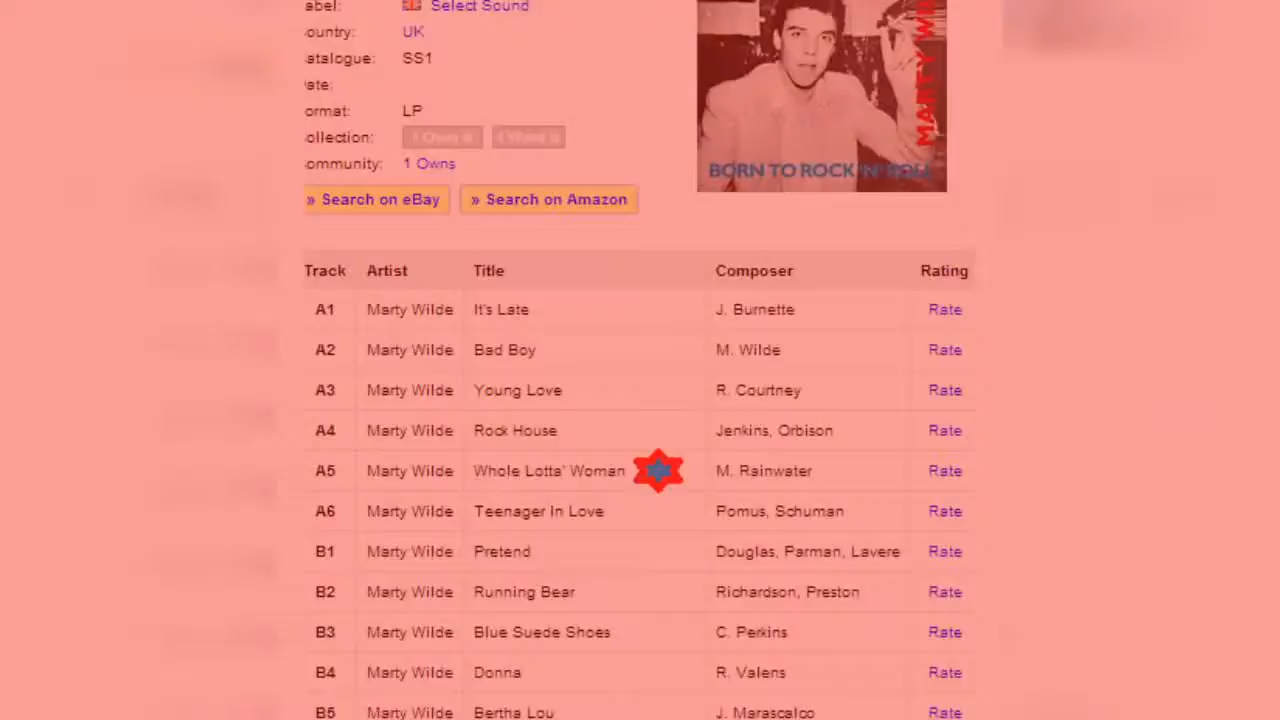 abel: Select Sound
ountry: UK
atalogue: SS1
ate:
ormat: LP
ollection: I Own It I Want It
ommunity: 1 Owns
» Search on eBay » Search on Amazon
MARTY WIL
BORN TO ROCK 'N' ROLL
Track Artist Title Composer Rating
A1 Marty Wilde It's Late J. Burnette Rate
A2 Marty Wilde Bad Boy M. Wilde Rate
A3 Marty Wilde Young Love R. Courtney Rate
A4 Marty Wilde Rock House Jenkins, Orbison Rate
A5 Marty Wilde Whole Lotta' Woman M. Rainwater Rate
A6 Marty Wilde Teenager In Love Pomus, Schuman Rate
B1 Marty Wilde Pretend Douglas, Parman, Lavere Rate
B2 Marty Wilde Running Bear Richardson, Preston Rate
B3 Marty Wilde Blue Suede Shoes C. Perkins Rate
B4 Marty Wilde Donna R. Valens Rate
B5 Marty Wilde Bertha Lou J. Marascalco Rate